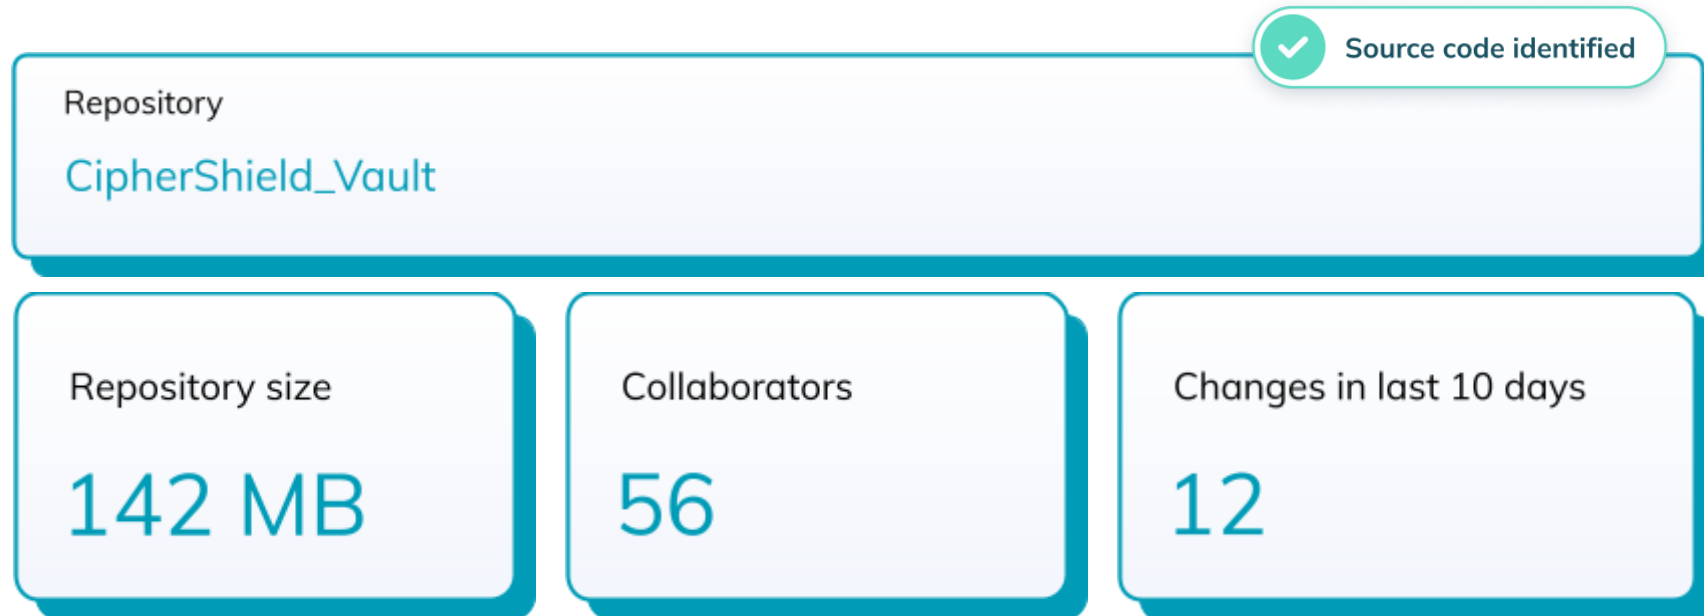 Source code identified
Repository
CipherShield_Vault
Repository size
142 MB
Collaborators
56
Changes in last 10 days
12